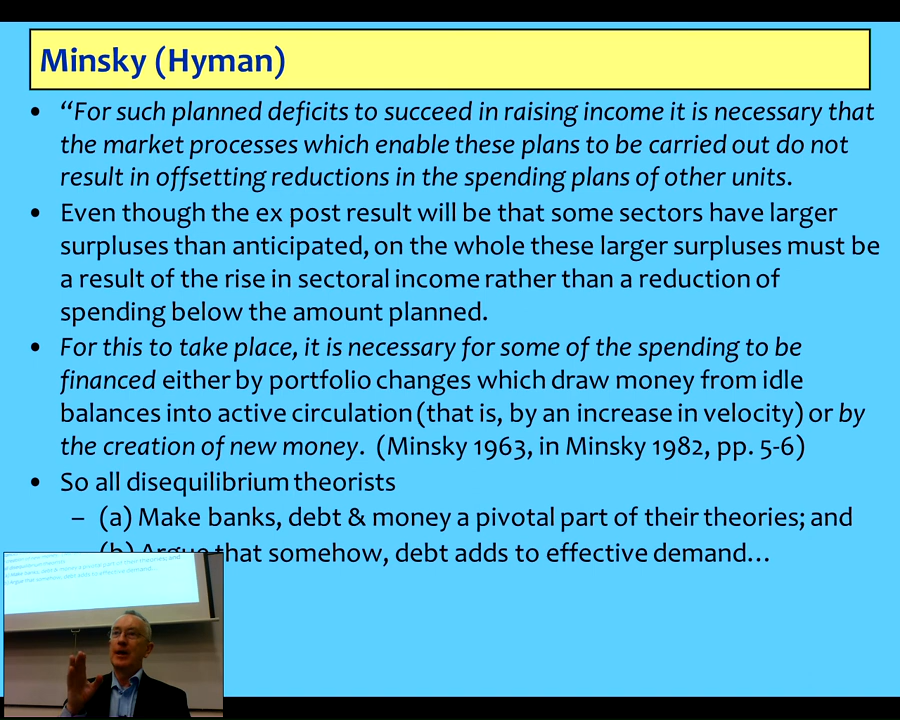 Minsky (Hyman)
• “For such planned deficits to succeed in raising income it is necessary that
the market processes which enable these plans to be carried out do not
result in offsetting reductions in the spending plans of other units.
• Even though the ex post result will be that some sectors have larger
surpluses than anticipated, on the whole these larger surpluses must be
a result of the rise in sectoral income rather than a reduction of
spending below the amount planned.
• For this to take place, it is necessary for some of the spending to be
financed either by portfolio changes which draw money from idle
balances into active circulation (that is, by an increase in velocity) or by
the creation of new money. (Minsky 1963, in Minsky 1982, pp. 5-6)
• So all disequilibrium theorists
– (a) Make banks, debt & money a pivotal part of their theories; and
(b) Argue that somehow, debt adds to effective demand…